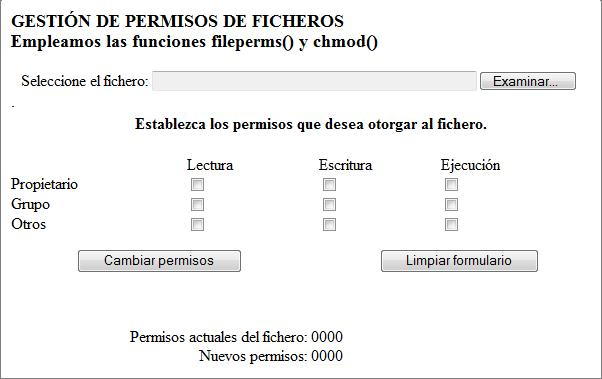 GESTIÓN DE PERMISOS DE FICHEROS
Empleamos las funciones fileperms() y chmod()
Seleccione el fichero: Examinar...
.
Establezca los permisos que desea otorgar al fichero.
Lectura Escritura Ejecución
Propietario
Grupo
Otros
Cambiar permisos Limpiar formulario
Permisos actuales del fichero: 0000
Nuevos permisos: 0000